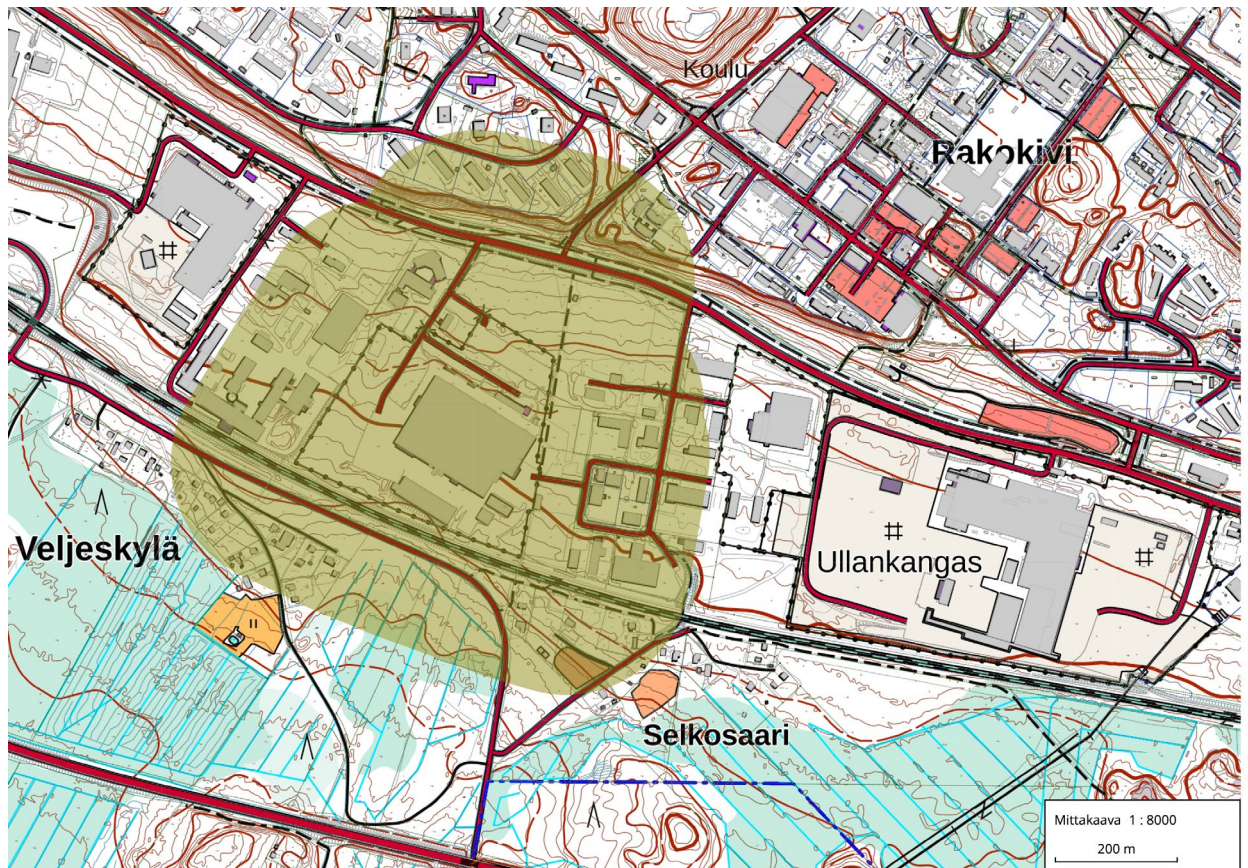 Koulu
Rakokivi
Veljeskylä
Ullankangas
Selkosaari
Mittakaava 1 : 8000
200 m